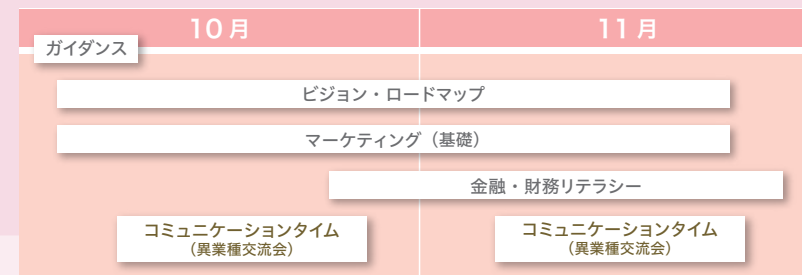 10月
11月
ガイダンス
ビジョン・ロードマップ
マーケティング（基礎）
金融・財務リテラシー
コミュニケーションタイム
（異業種交流会）
コミュニケーションタイム
（異業種交流会）